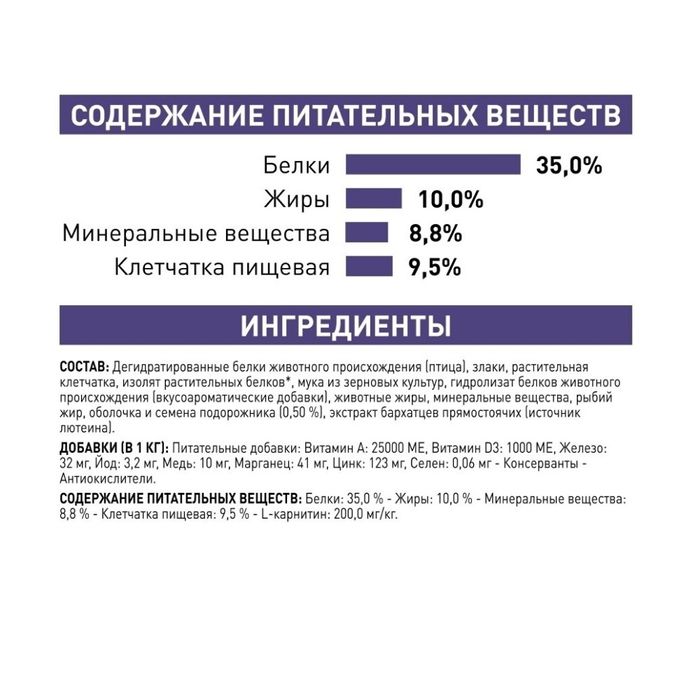 СОДЕРЖАНИЕ ПИТАТЕЛЬНЫХ ВЕЩЕСТВ
Белки 35,0%
Жиры 10,0%
Минеральные вещества 8,8%
Клетчатка пищевая 9,5%
ИНГРЕДИЕНТЫ
СОСТАВ: Дегидратированные белки животного происхождения (птица), злаки, растительная
клетчатка, изолят растительных белков*, мука из зерновых культур, гидролизат белков животного
происхождения (вкусоароматические добавки), животные жиры, минеральные вещества, рыбий
жир, оболочка и семена подорожника (0,50 %), экстракт бархатцев прямостоячих (источник
лютеина).
ДОБАВКИ (В 1 КГ): Питательные добавки: Витамин A: 25000 ME, Витамин D3: 1000 ME, Железо:
32 мг, Йод: 3,2 мг, Медь: 10 мг, Марганец: 41 мг, Цинк: 123 мг, Селен: 0,06 мг - Консерванты -
Антиокислители.
СОДЕРЖАНИЕ ПИТАТЕЛЬНЫХ ВЕЩЕСТВ: Белки: 35,0 % - Жиры: 10,0 % - Минеральные вещества:
8,8 % - Клетчатка пищевая: 9,5 % - L-карнитин: 200,0 мг/кг.